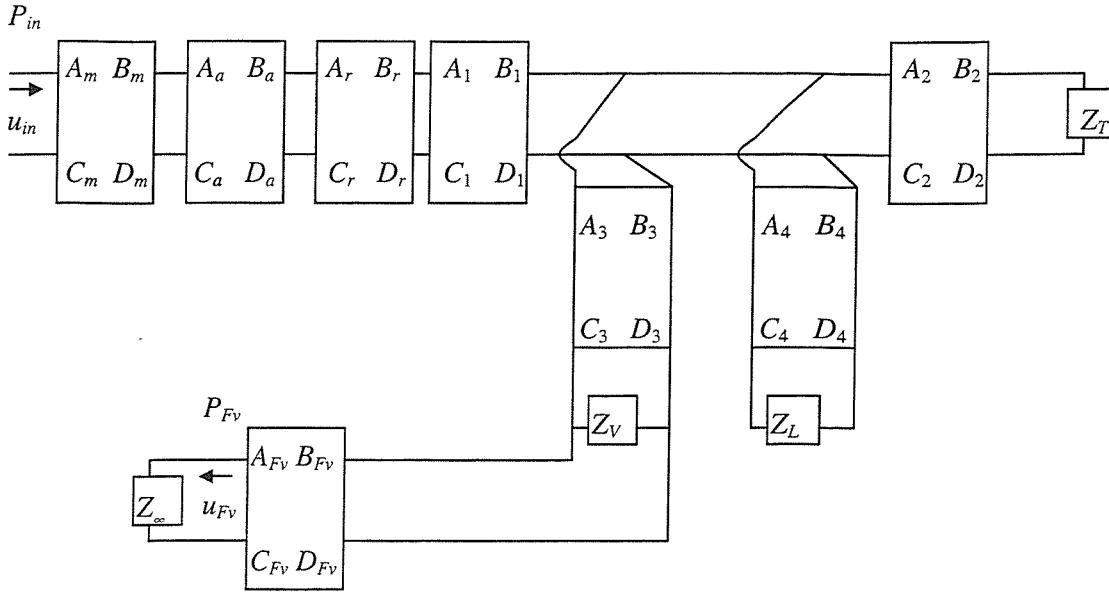 P_in
A_m B_m A_a B_a A_r B_r A_1 B_1 A_2 B_2
u_in Z_T
C_m D_m C_a D_a C_r D_r C_1 D_1 C_2 D_2
A_3 B_3 A_4 B_4
C_3 D_3 C_4 D_4
P_Fv Z_V Z_L
A_Fv B_Fv
Z_∞ u_Fv
C_Fv D_Fv